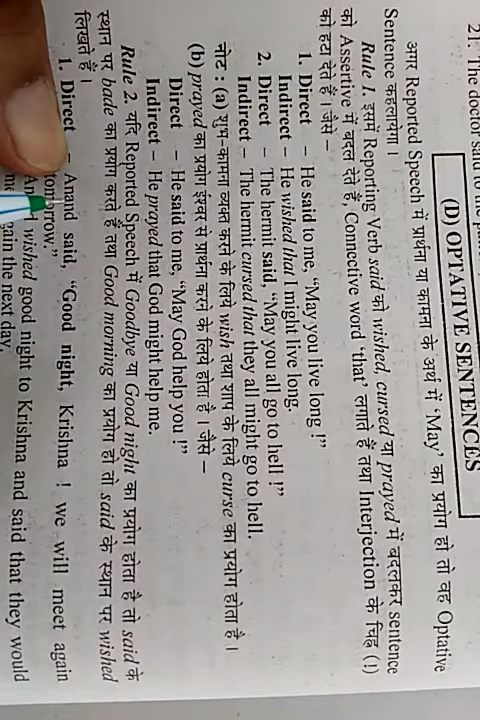 21. The doctor said to the
(D) OPTATIVE SENTENCES
अगर Reported Speech में प्रार्थना या कामना के अर्थ में 'May' का प्रयोग हो तो वह Optative
Sentence कहलायेगा ।
Rule 1. इसमें Reporting Verb said को wished, cursed या prayed में बदलकर sentence
को Assertive में बदल देते हैं, Connective word 'that' लगाते हैं तथा Interjection के चिह्न (!)
को हटा देते हैं । जैसे –
1. Direct – He said to me, "May you live long !"
Indirect – He wished that I might live long.
2. Direct – The hermit said, "May you all go to hell !"
Indirect – The hermit cursed that they all might go to hell.
नोट : (a) शुभ-कामना व्यक्त करने के लिये wish तथा शाप के लिये curse का प्रयोग होता है ।
(b) prayed का प्रयोग ईश्वर से प्रार्थना करने के लिये होता है । जैसे –
Direct – He said to me, "May God help you !"
Indirect – He prayed that God might help me.
Rule 2. यदि Reported Speech में Goodbye या Good night का प्रयोग होता है तो said के
स्थान पर bade का प्रयोग करते हैं तथा Good morning का प्रयोग हो तो said के स्थान पर wished
लिखते हैं ।
1. Direct – Anand said, "Good night, Krishna ! we will meet again
tomorrow."
wished good night to Krishna and said that they would
again the next day.